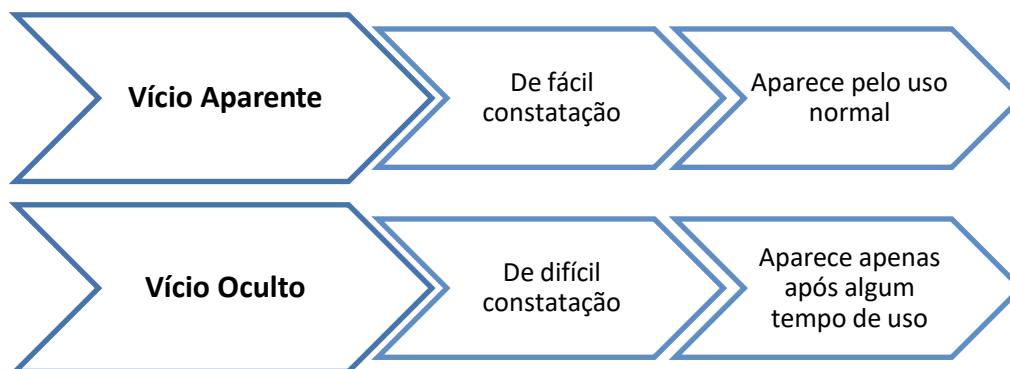 Vício Aparente
De fácil
constatação
Aparece pelo uso
normal
Vício Oculto
De difícil
constatação
Aparece apenas
após algum
tempo de uso